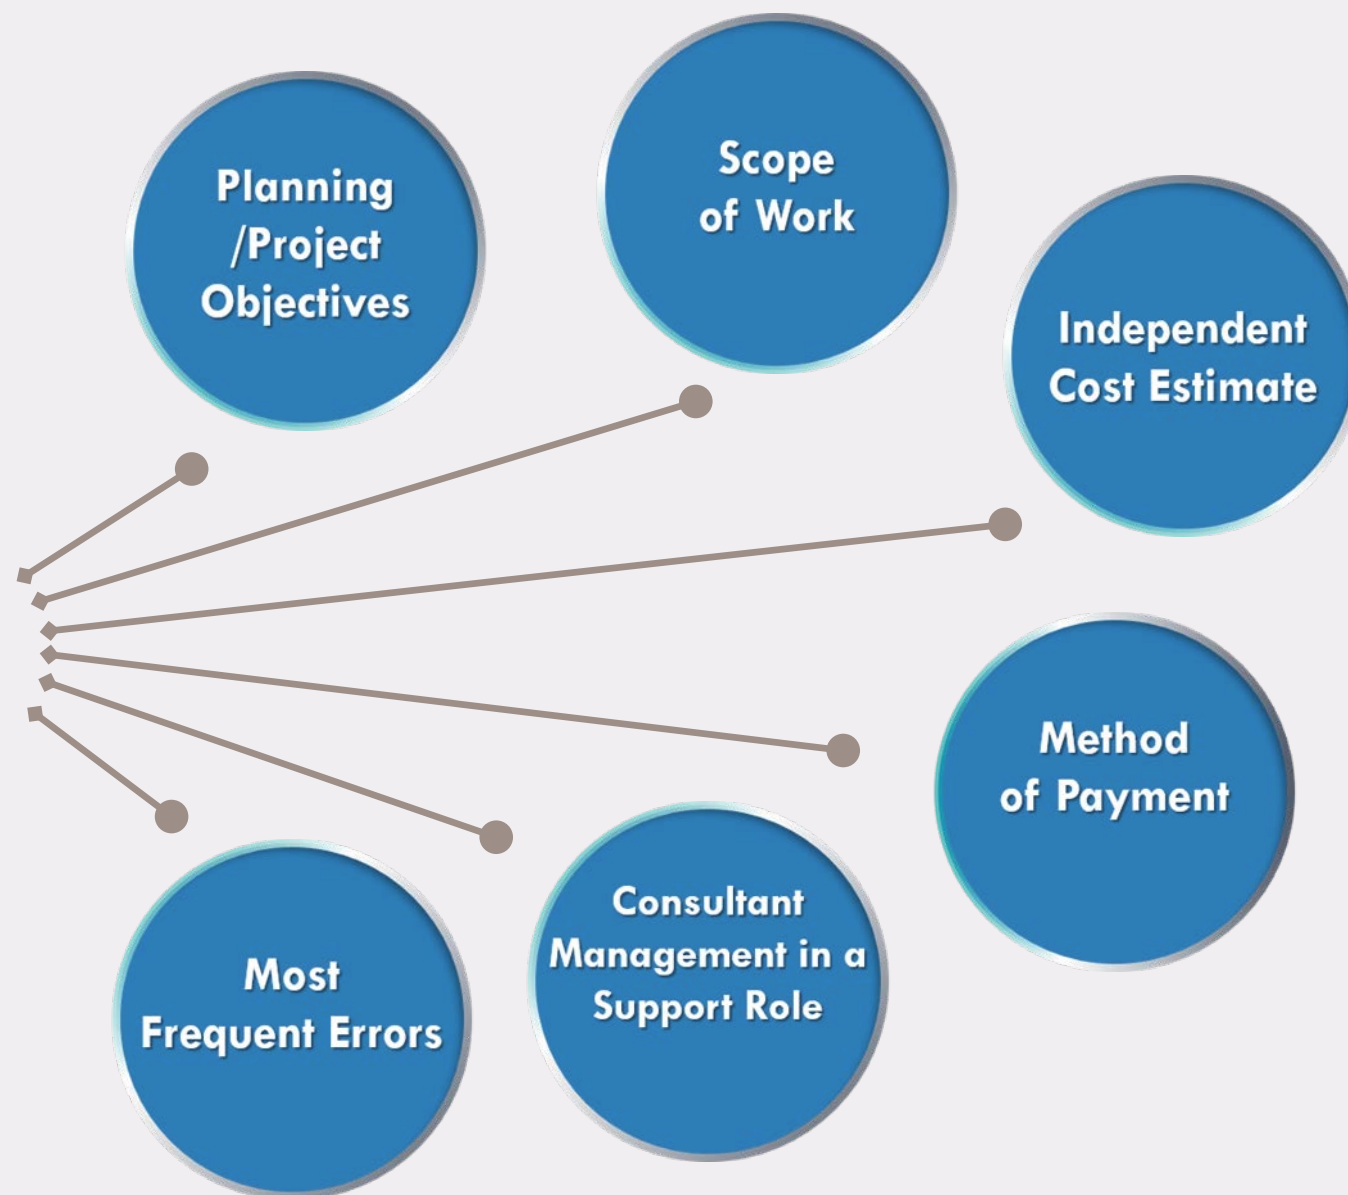 Planning
/Project
Objectives
Scope
of Work
Independent
Cost Estimate
Method
of Payment
Consultant
Management in a
Support Role
Most
Frequent Errors